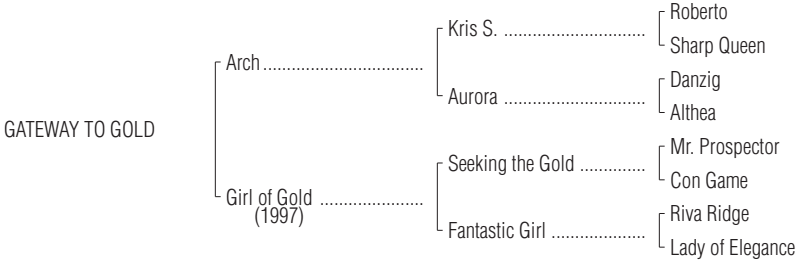 Roberto
Kris S. ..............................
Sharp Queen
Arch.................................
Danzig
Aurora ..............................
Althea
GATEWAY TO GOLD
Mr. Prospector
Seeking the Gold ..............
Con Game
Girl of Gold .....................
(1997)
Riva Ridge
Fantastic Girl ....................
Lady of Elegance